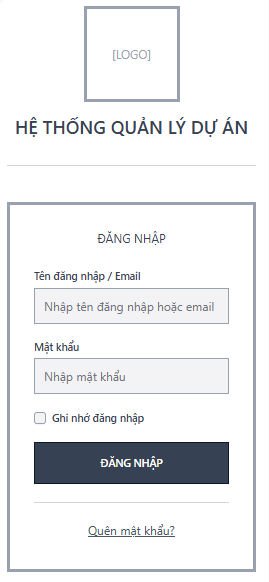 [LOGO]
HỆ THỐNG QUẢN LÝ DỰ ÁN
ĐĂNG NHẬP
Tên đăng nhập / Email
Nhập tên đăng nhập hoặc email
Mật khẩu
Nhập mật khẩu
Ghi nhớ đăng nhập
ĐĂNG NHẬP
Quên mật khẩu?